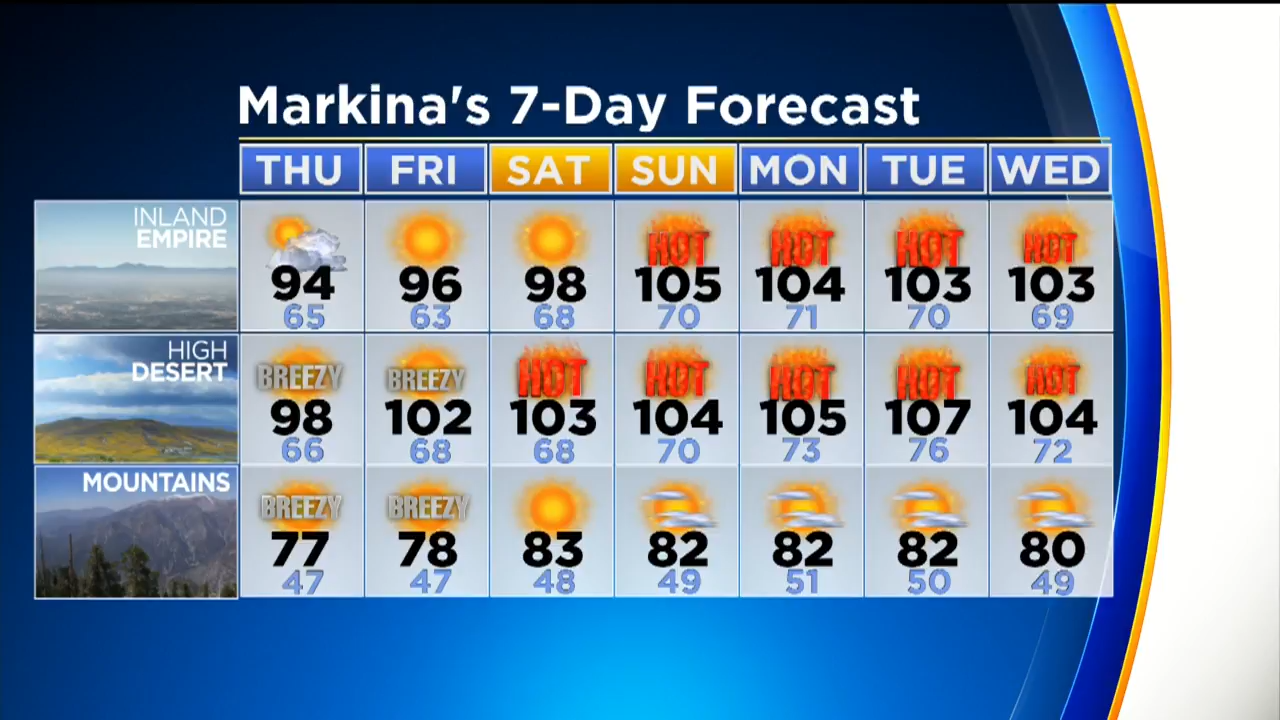 Markina's 7-Day Forecast
THU FRI SAT SUN MON TUE WED
INLAND
EMPIRE
HOT HOT HOT HOT
94 96 98 105 104 103 103
65 63 68 70 71 70 69
HIGH
DESERT
BREEZY BREEZY HOT HOT HOT HOT HOT
98 102 103 104 105 107 104
66 68 68 70 73 76 72
MOUNTAINS
BREEZY BREEZY
77 78 83 82 82 82 80
47 47 48 49 51 50 49